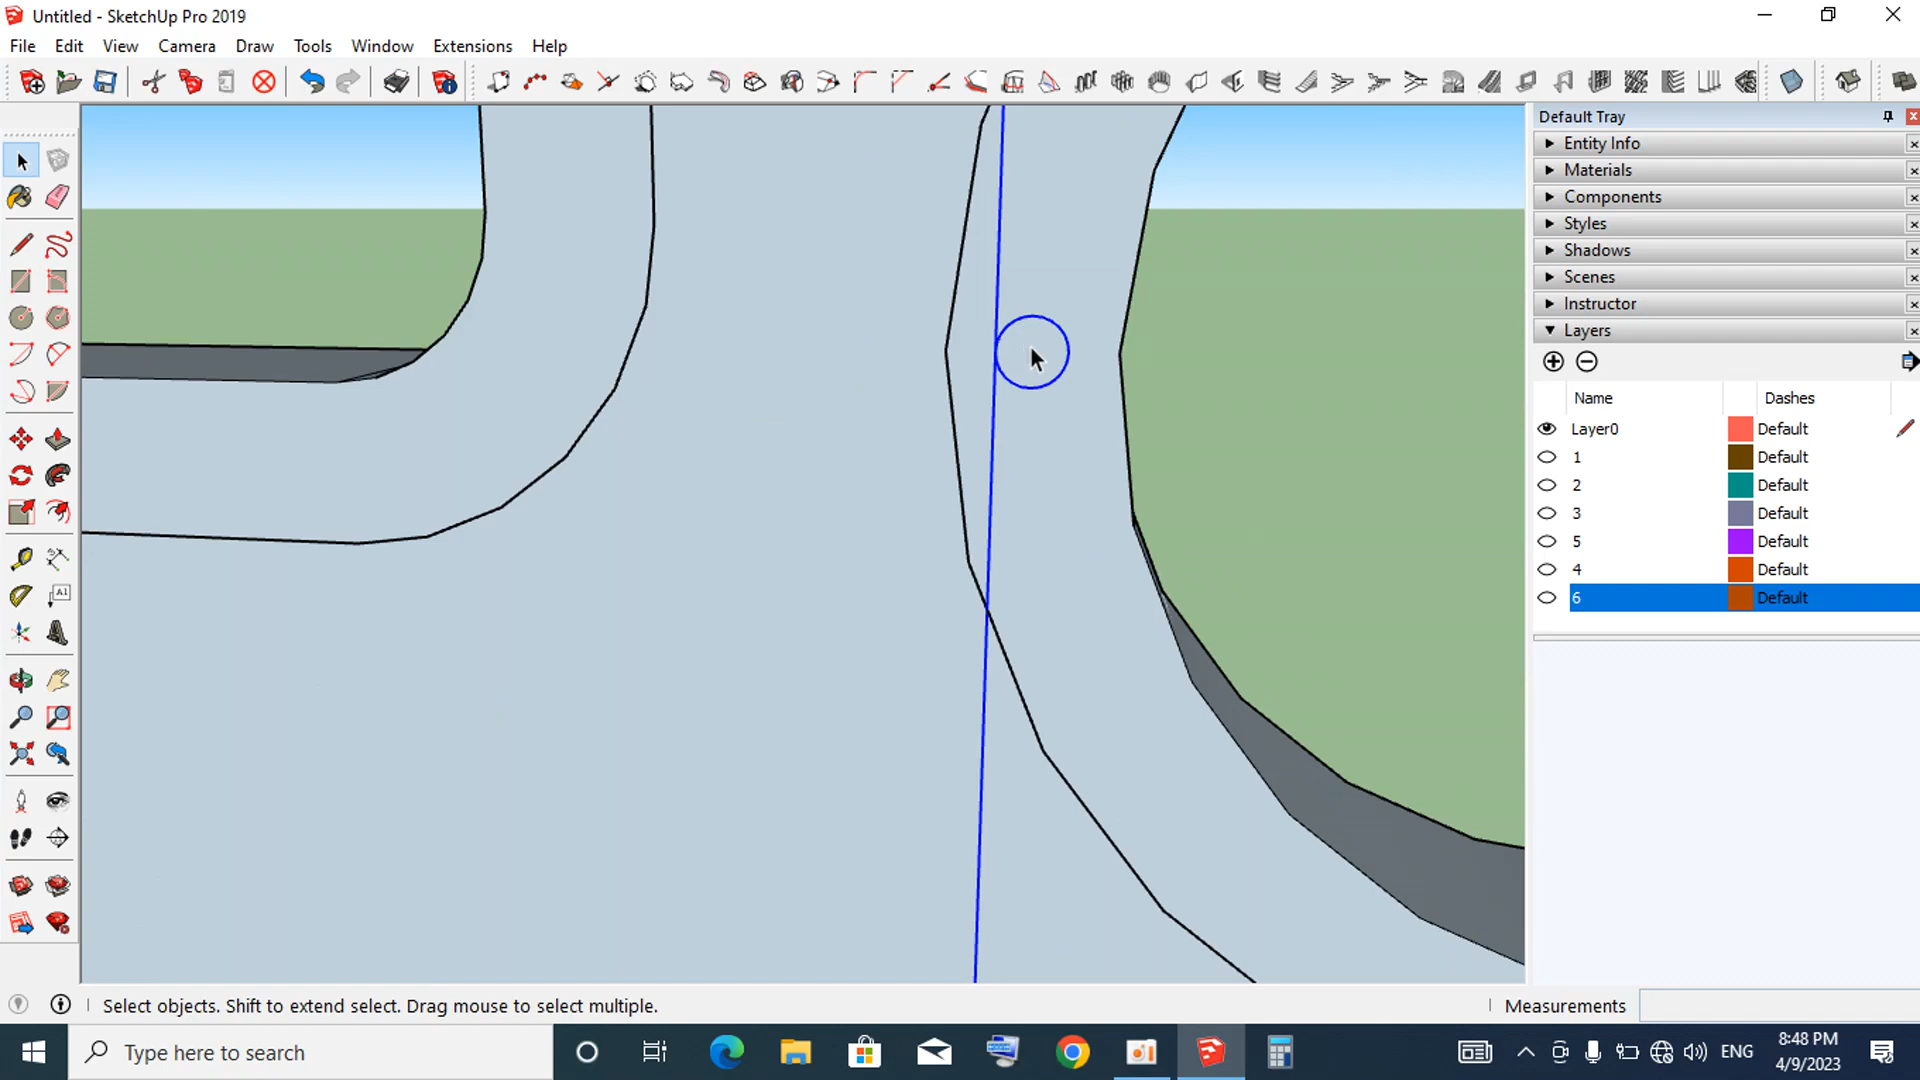 Untitled - SketchUp Pro 2019
File Edit View Camera Draw Tools Window Extensions Help
Default Tray
Entity Info
Materials
Components
Styles
Shadows
Scenes
Instructor
Layers
Name Dashes
Layer0 Default
1 Default
2 Default
3 Default
5 Default
4 Default
6 Default
A1
Select objects. Shift to extend select. Drag mouse to select multiple.
Measurements
Type here to search
ENG
8:48 PM
4/9/2023